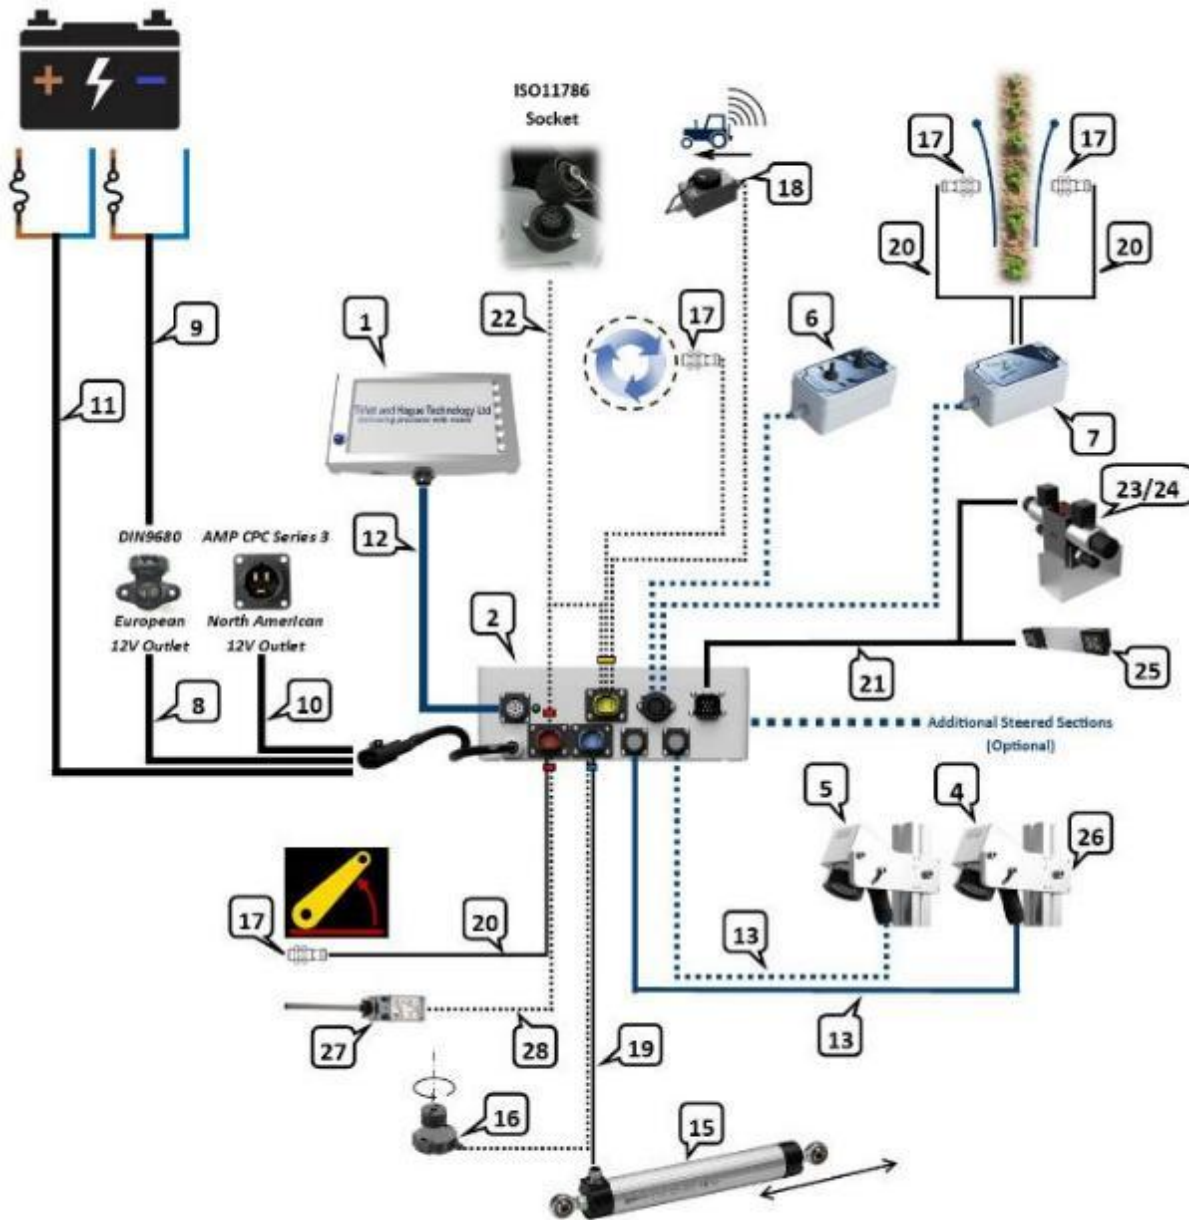 + −
ISO11786
Socket
17
17
18
20
20
1
22
17
6
9
11
7
Tillett and Hague Technology Ltd
23/24
DIN9680
AMP CPC Series 3
12
European
North American
12V Outlet
12V Outlet
2
25
21
8
10
Additional Steered Sections
(Optional)
5
4
26
17
20
13
27
28
19
13
16
15